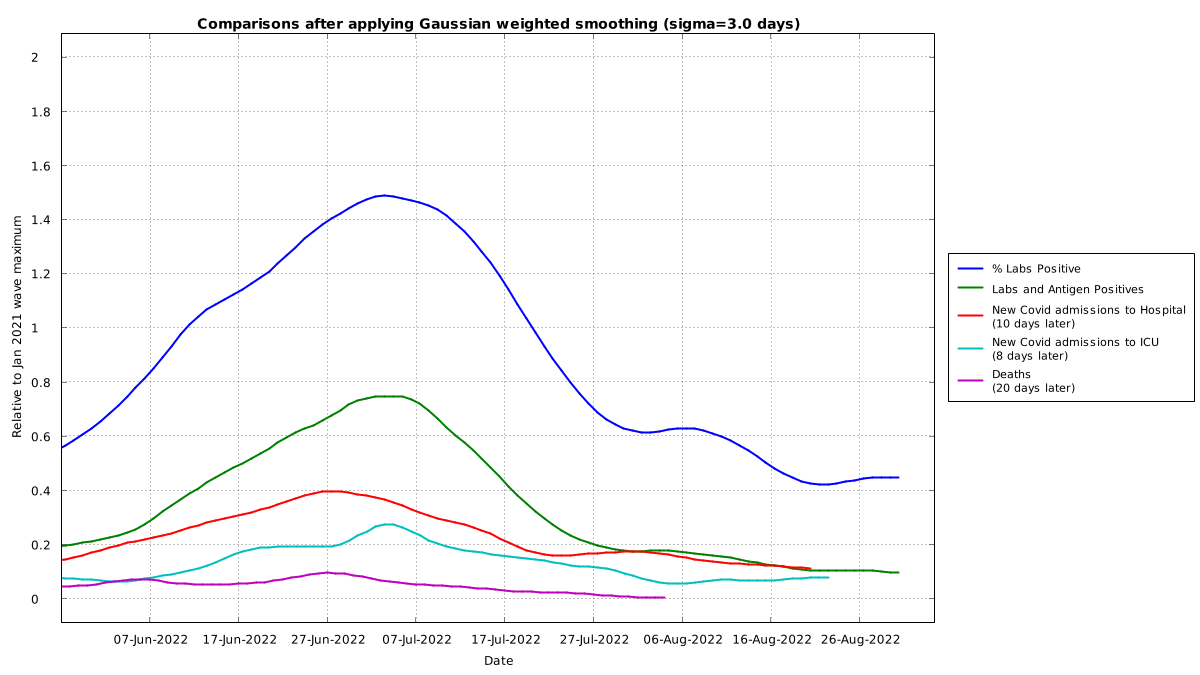 Comparisons after applying Gaussian weighted smoothing (sigma=3.0 days)
Relative to Jan 2021 wave maximum
2
1.8
1.6
1.4
1.2
1
0.8
0.6
0.4
0.2
0
07-Jun-2022 17-Jun-2022 27-Jun-2022 07-Jul-2022 17-Jul-2022 27-Jul-2022 06-Aug-2022 16-Aug-2022 26-Aug-2022
Date
% Labs Positive
Labs and Antigen Positives
New Covid admissions to Hospital
(10 days later)
New Covid admissions to ICU
(8 days later)
Deaths
(20 days later)